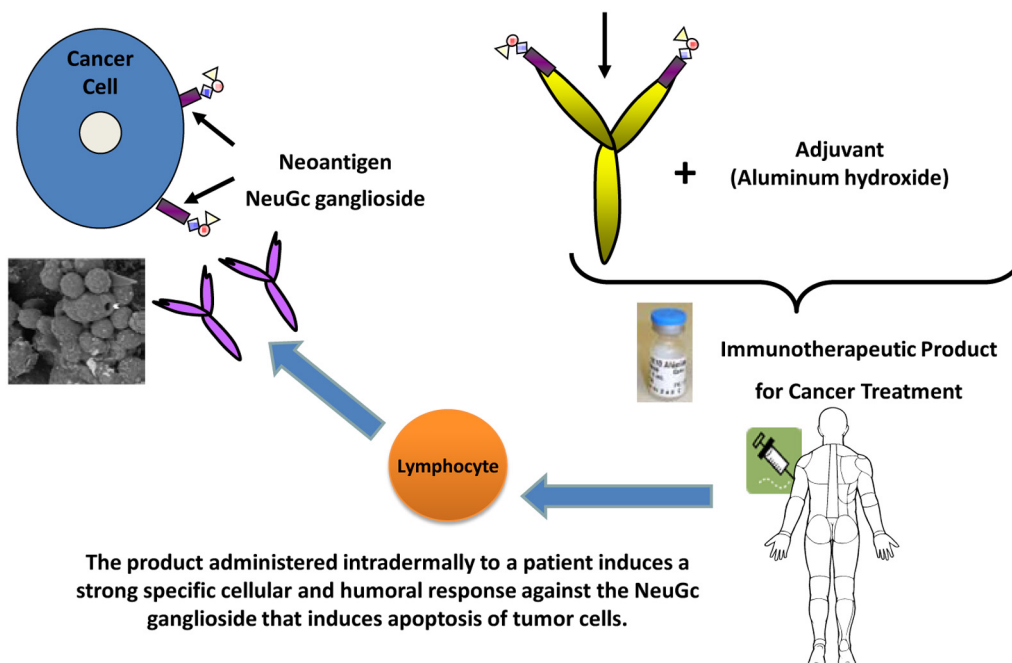 Cancer
Cell
Neoantigen
NeuGc ganglioside
+
Adjuvant
(Aluminum hydroxide)
Immunotherapeutic Product
for Cancer Treatment
Lymphocyte
The product administered intradermally to a patient induces a
strong specific cellular and humoral response against the NeuGc
ganglioside that induces apoptosis of tumor cells.